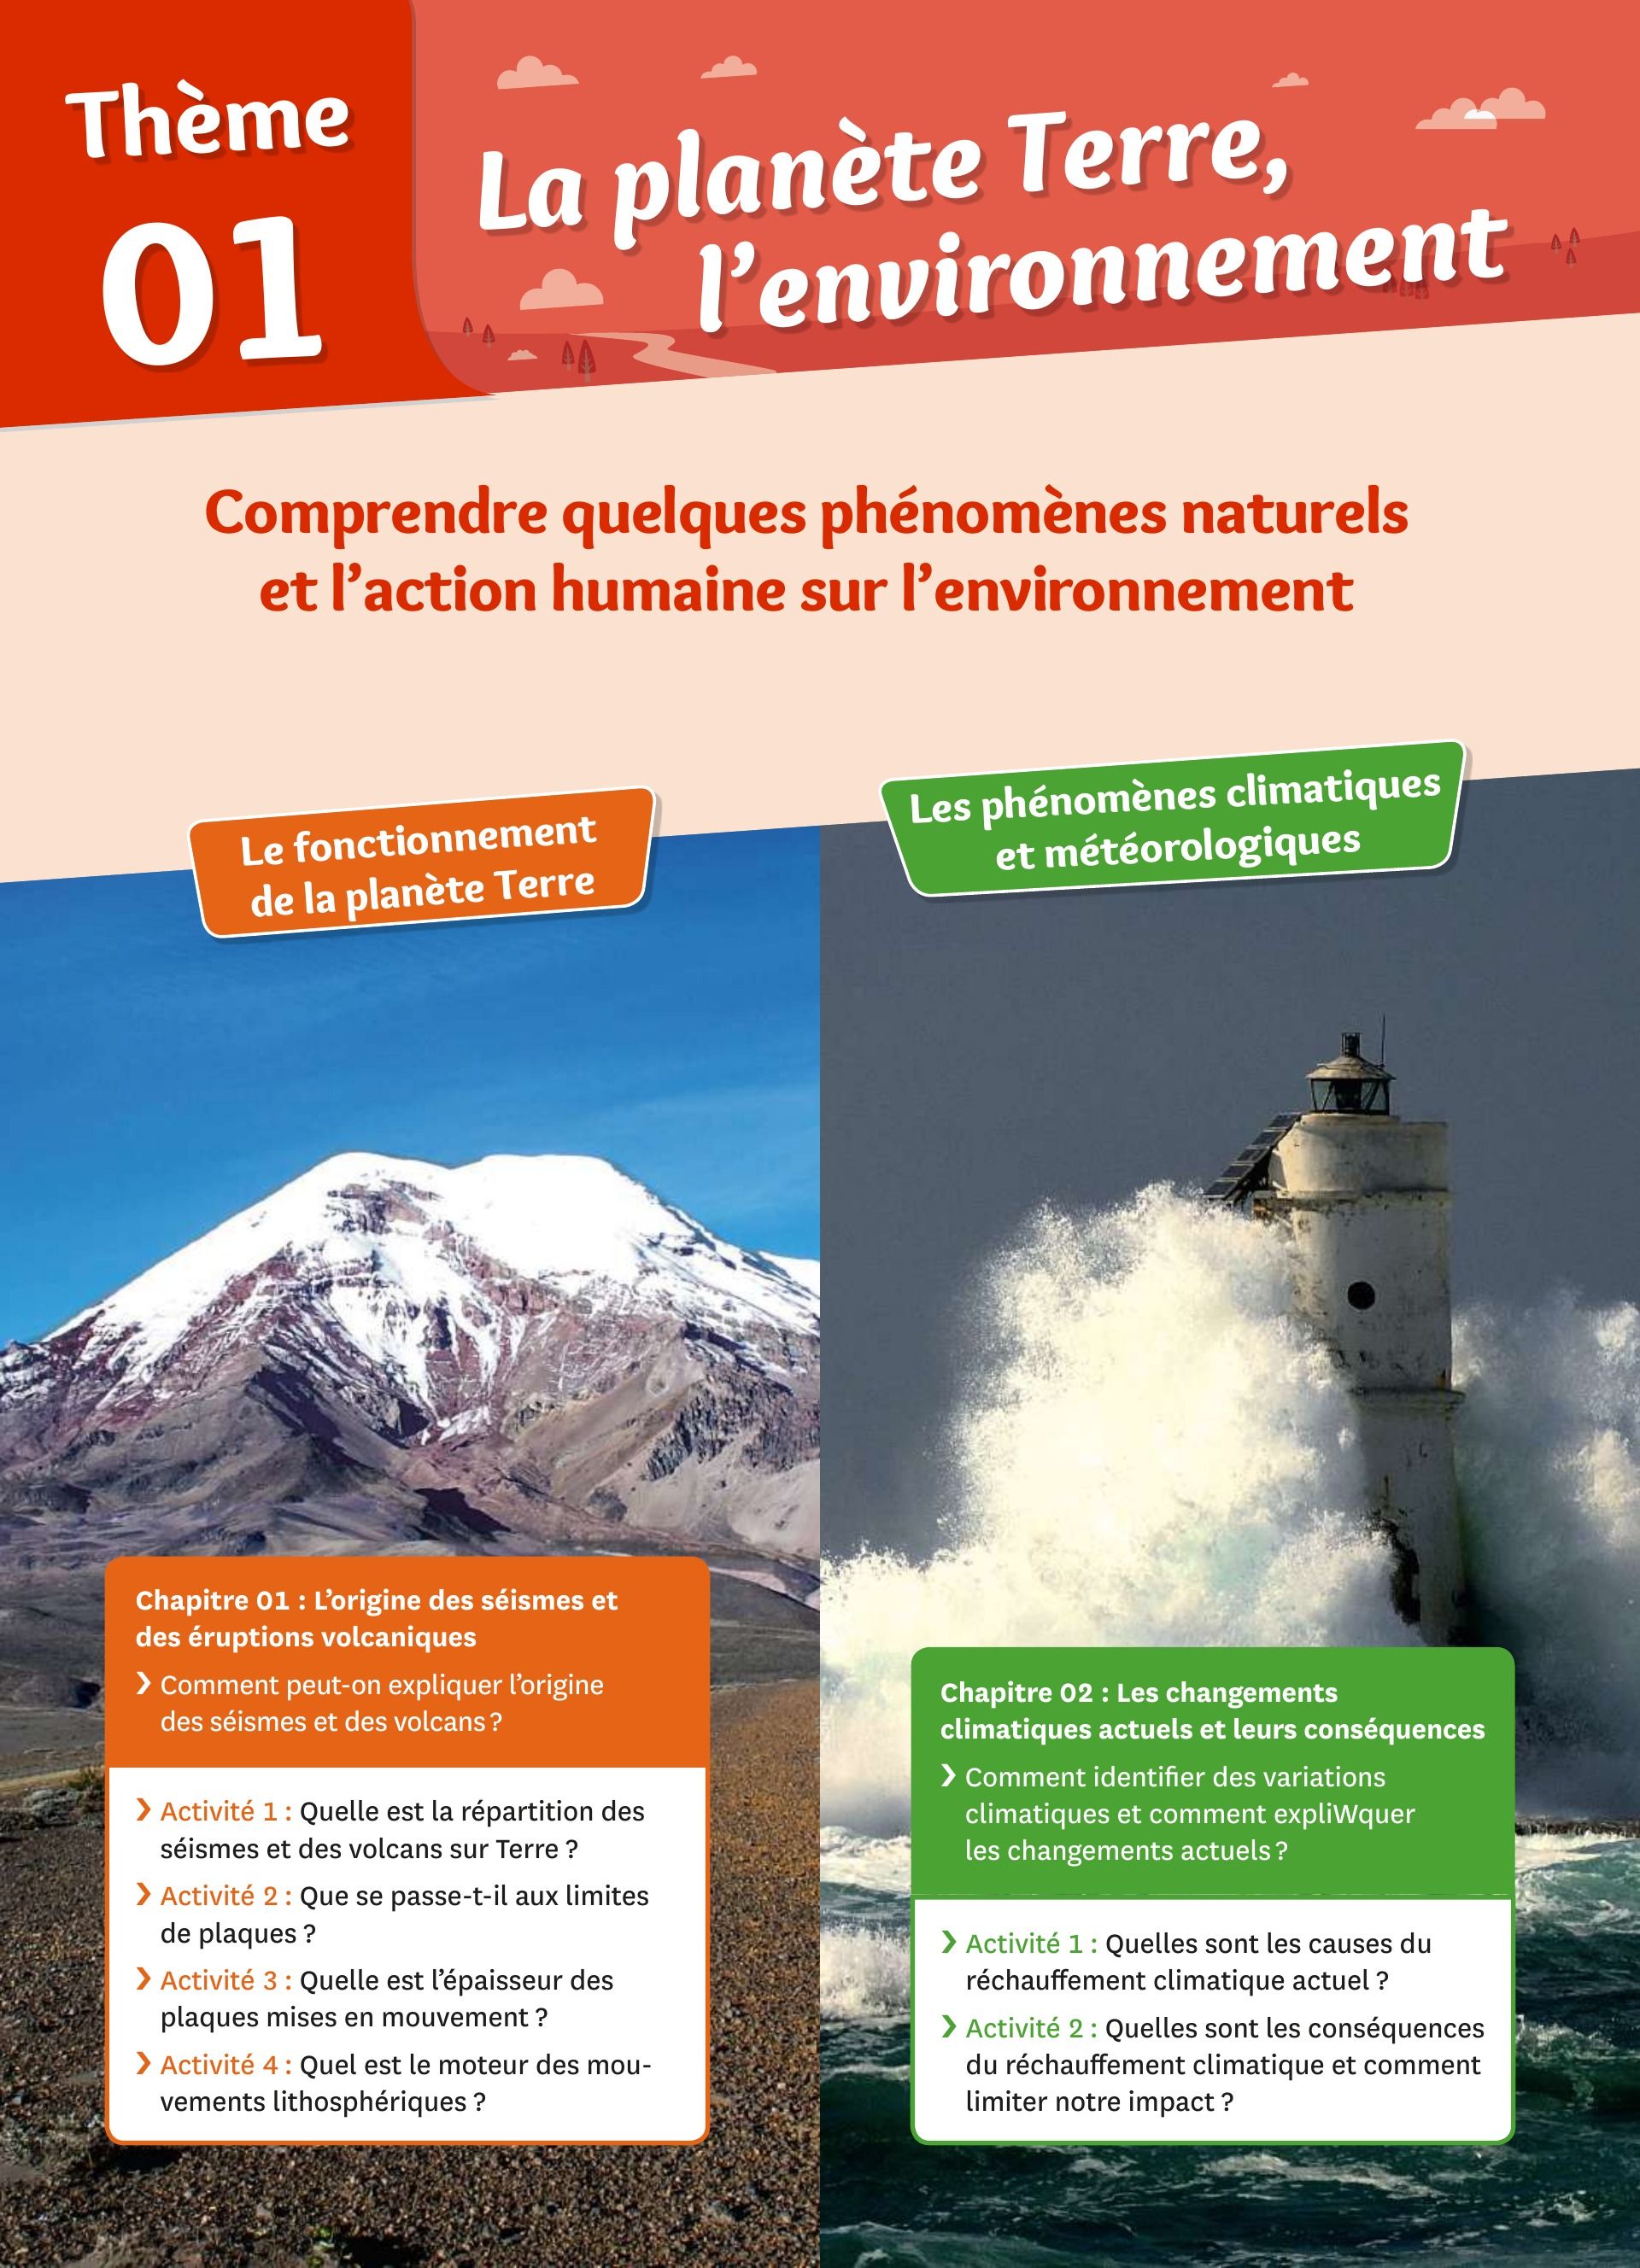 Thème
01
La planète Terre,
l’environnement
Comprendre quelques phénomènes naturels
et l’action humaine sur l’environnement
Le fonctionnement
de la planète Terre
Les phénomènes climatiques
et météorologiques
Chapitre 01 : L’origine des séismes et
des éruptions volcaniques
❯ Comment peut-on expliquer l’origine
des séismes et des volcans ?
❯ Activité 1 : Quelle est la répartition des
séismes et des volcans sur Terre ?
❯ Activité 2 : Que se passe-t-il aux limites
de plaques ?
❯ Activité 3 : Quelle est l’épaisseur des
plaques mises en mouvement ?
❯ Activité 4 : Quel est le moteur des mou-
vements lithosphériques ?
Chapitre 02 : Les changements
climatiques actuels et leurs conséquences
❯ Comment identifier des variations
climatiques et comment expliWquer
les changements actuels ?
❯ Activité 1 : Quelles sont les causes du
réchauffement climatique actuel ?
❯ Activité 2 : Quelles sont les conséquences
du réchauffement climatique et comment
limiter notre impact ?